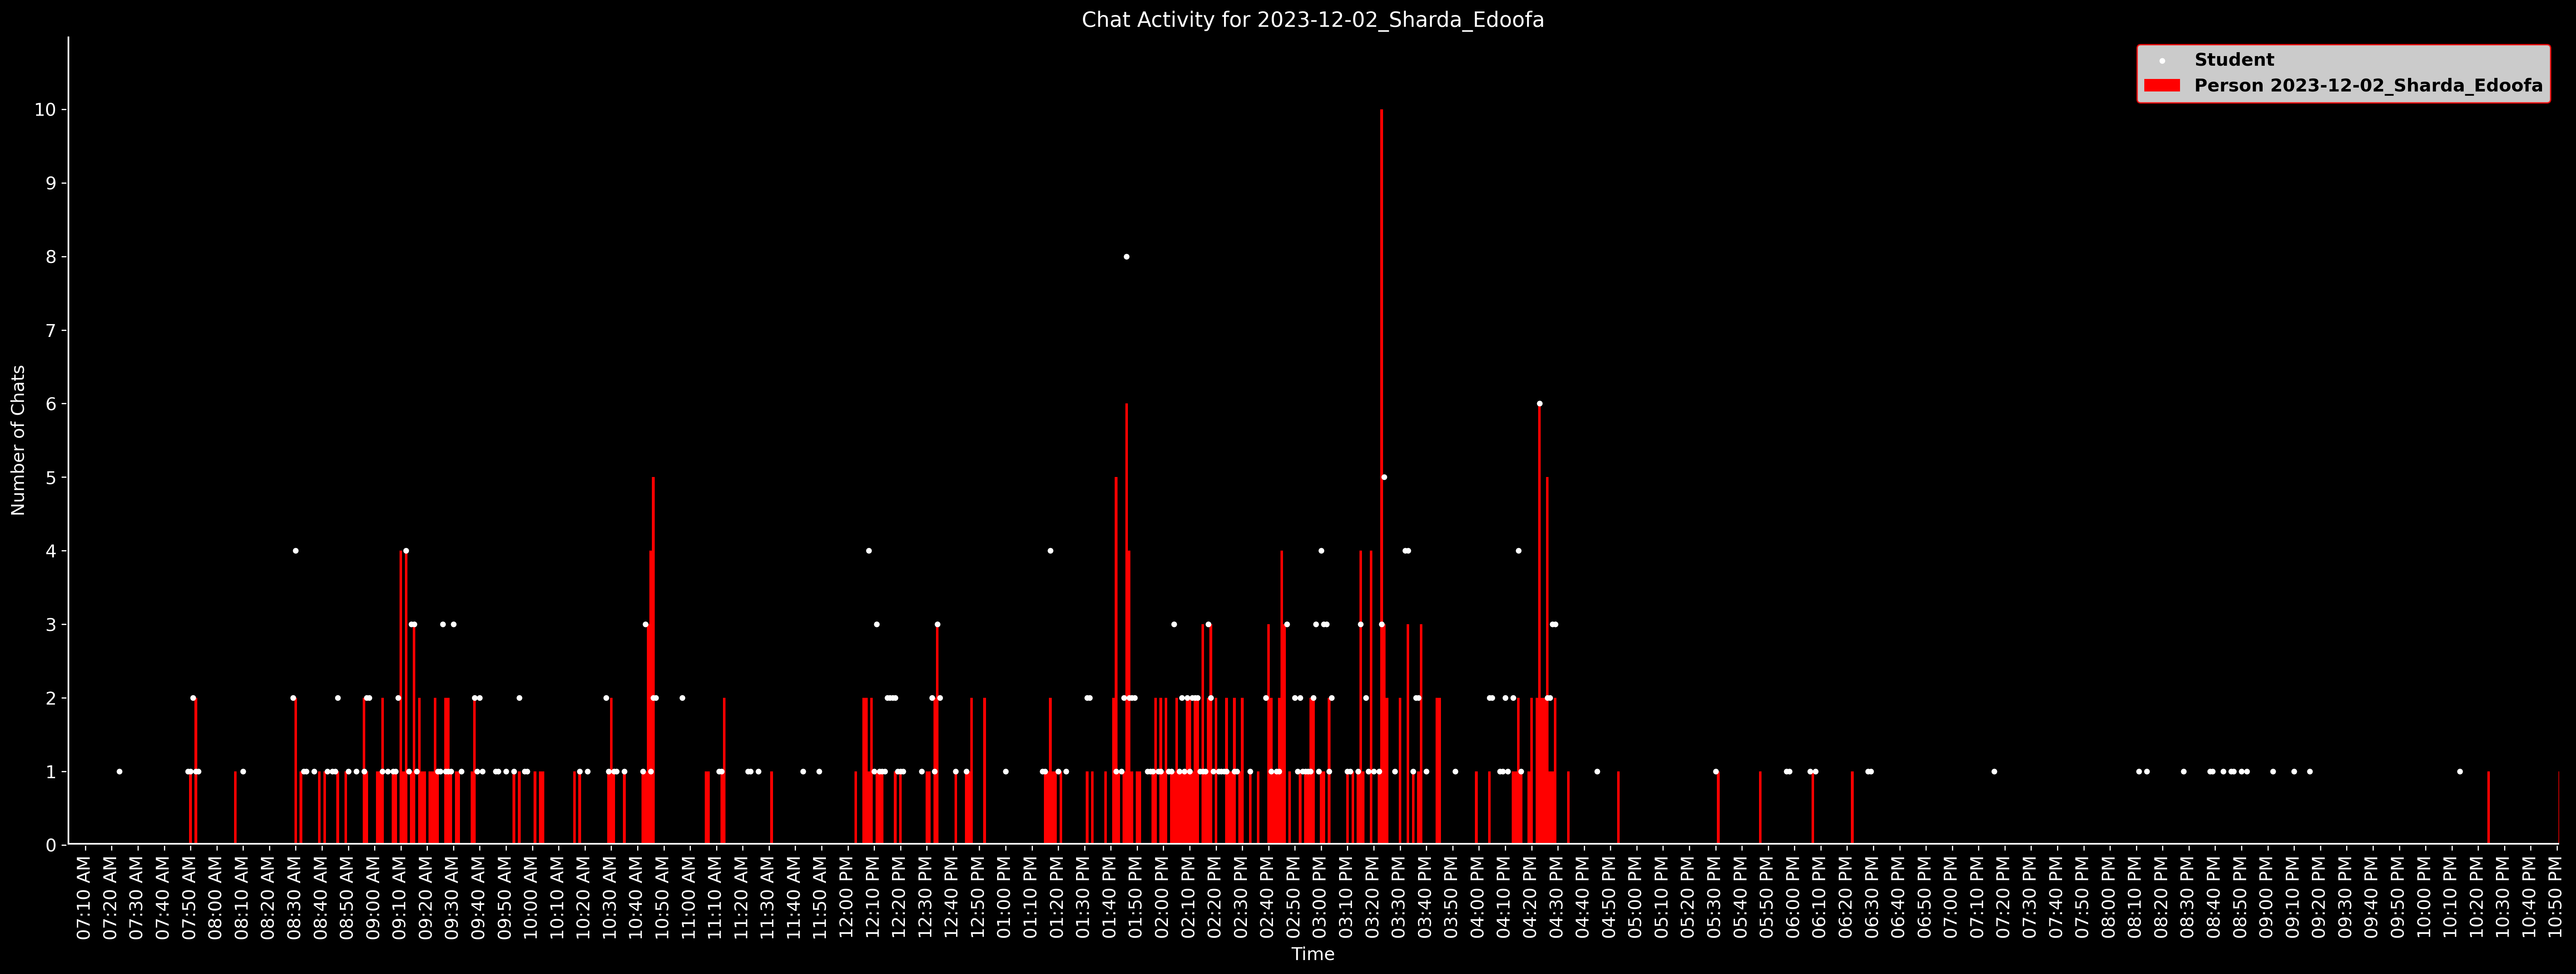 Chat Activity for 2023-12-02_Sharda_Edoofa
Student
Person 2023-12-02_Sharda_Edoofa
Number of Chats
10
9
8
7
6
5
4
3
2
1
0
07:10 AM
07:20 AM
07:30 AM
07:40 AM
07:50 AM
08:00 AM
08:10 AM
08:20 AM
08:30 AM
08:40 AM
08:50 AM
09:00 AM
09:10 AM
09:20 AM
09:30 AM
09:40 AM
09:50 AM
10:00 AM
10:10 AM
10:20 AM
10:30 AM
10:40 AM
10:50 AM
11:00 AM
11:10 AM
11:20 AM
11:30 AM
11:40 AM
11:50 AM
12:00 PM
12:10 PM
12:20 PM
12:30 PM
12:40 PM
12:50 PM
01:00 PM
01:10 PM
01:20 PM
01:30 PM
01:40 PM
01:50 PM
02:00 PM
02:10 PM
02:20 PM
02:30 PM
02:40 PM
02:50 PM
03:00 PM
03:10 PM
03:20 PM
03:30 PM
03:40 PM
03:50 PM
04:00 PM
04:10 PM
04:20 PM
04:30 PM
04:40 PM
04:50 PM
05:00 PM
05:10 PM
05:20 PM
05:30 PM
05:40 PM
05:50 PM
06:00 PM
06:10 PM
06:20 PM
06:30 PM
06:40 PM
06:50 PM
07:00 PM
07:10 PM
07:20 PM
07:30 PM
07:40 PM
07:50 PM
08:00 PM
08:10 PM
08:20 PM
08:30 PM
08:40 PM
08:50 PM
09:00 PM
09:10 PM
09:20 PM
09:30 PM
09:40 PM
09:50 PM
10:00 PM
10:10 PM
10:20 PM
10:30 PM
10:40 PM
10:50 PM
Time